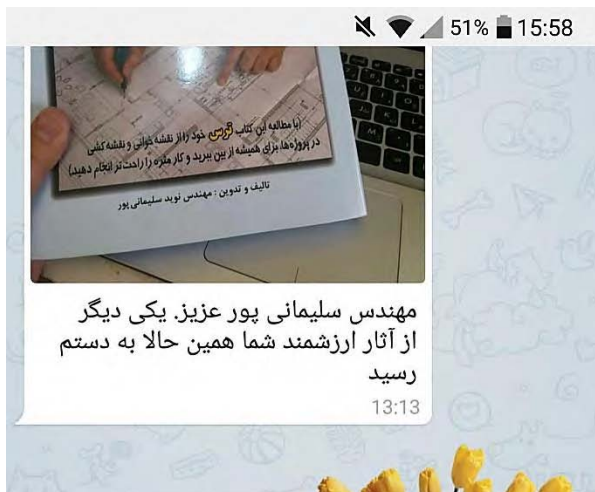 51% 15:58
(با مطالعه این کتاب ترس خود را از نقشه خوانی و نقشه کشی
در پروژه‌ها، برای همیشه از بین ببرید و کار متره را راحت تر انجام دهید)
تالیف و تدوین : مهندس نوید سلیمانی پور
مهندس سلیمانی پور عزیز. یکی دیگر
از آثار ارزشمند شما همین حالا به دستم
رسید
13:13